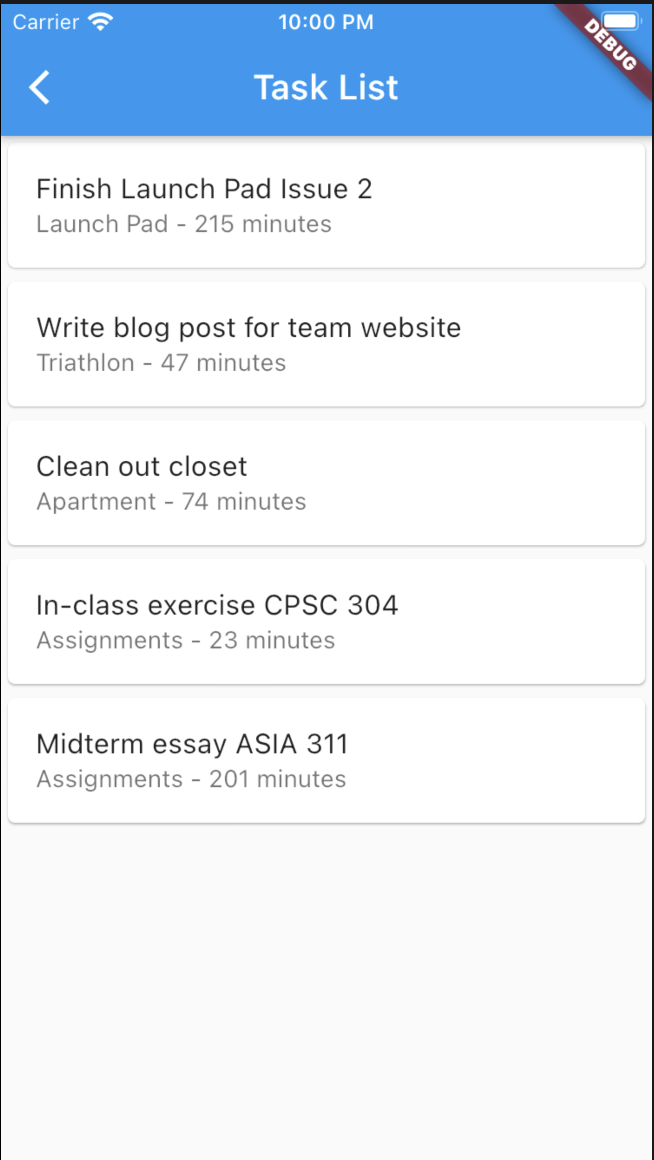 Carrier 10:00 PM
DEBUG
Task List
Finish Launch Pad Issue 2
Launch Pad - 215 minutes
Write blog post for team website
Triathlon - 47 minutes
Clean out closet
Apartment - 74 minutes
In-class exercise CPSC 304
Assignments - 23 minutes
Midterm essay ASIA 311
Assignments - 201 minutes